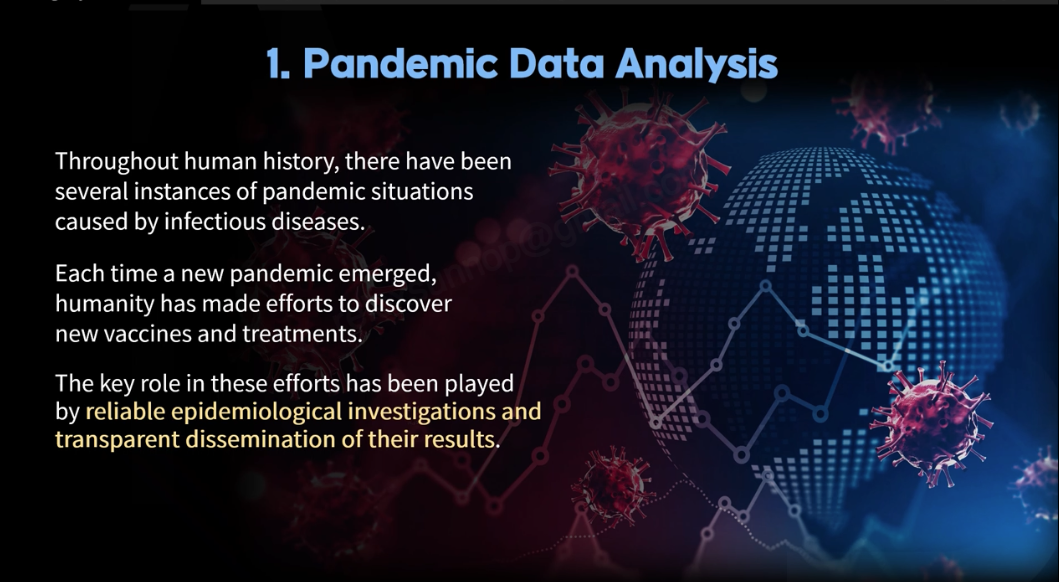 1. Pandemic Data Analysis
Throughout human history, there have been
several instances of pandemic situations
caused by infectious diseases.
Each time a new pandemic emerged,
humanity has made efforts to discover
new vaccines and treatments.
The key role in these efforts has been played
by reliable epidemiological investigations and
transparent dissemination of their results.